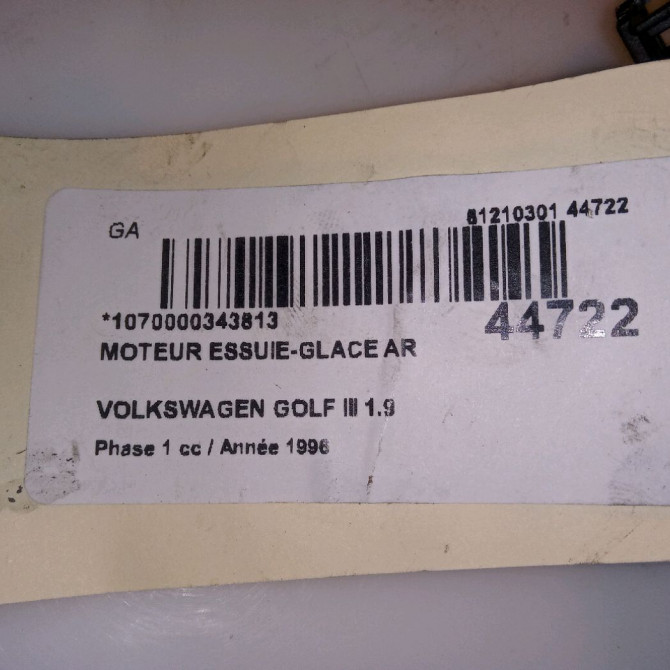 GA
81210301 44722
*1070000343813
44722
MOTEUR ESSUIE-GLACE AR
VOLKSWAGEN GOLF III 1.9
Phase 1 cc / Année 1996